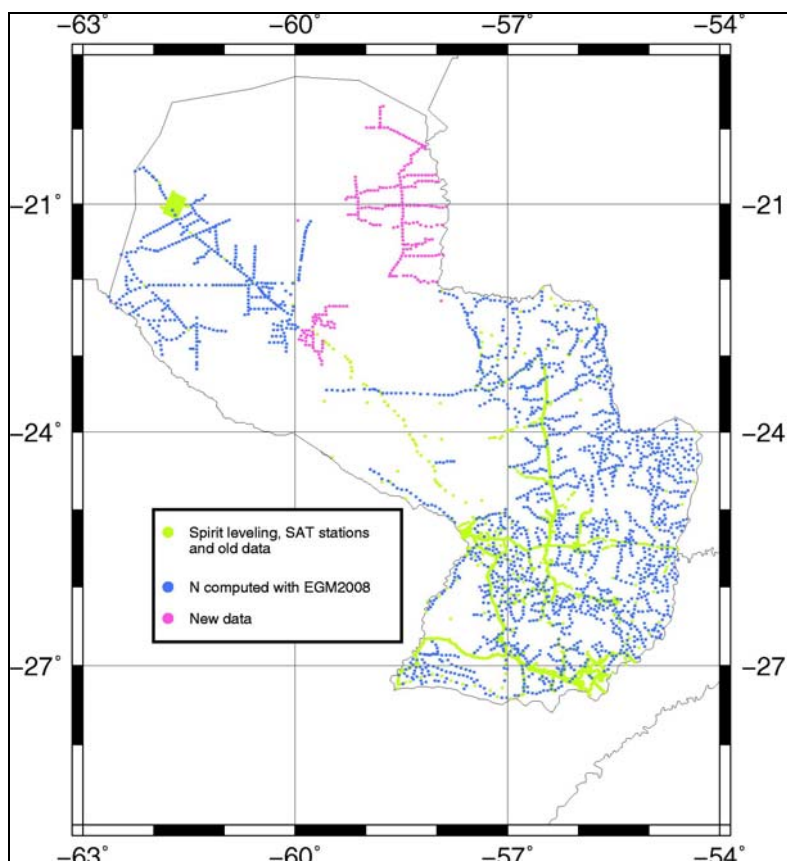 −63˚ −60˚ −57˚ −54˚
−21˚ −21
−24˚ −24
Spirit leveling, SAT stations
and old data
N computed with EGM2008
New data
−27˚ −27
−63˚ −60˚ −57˚ −54˚